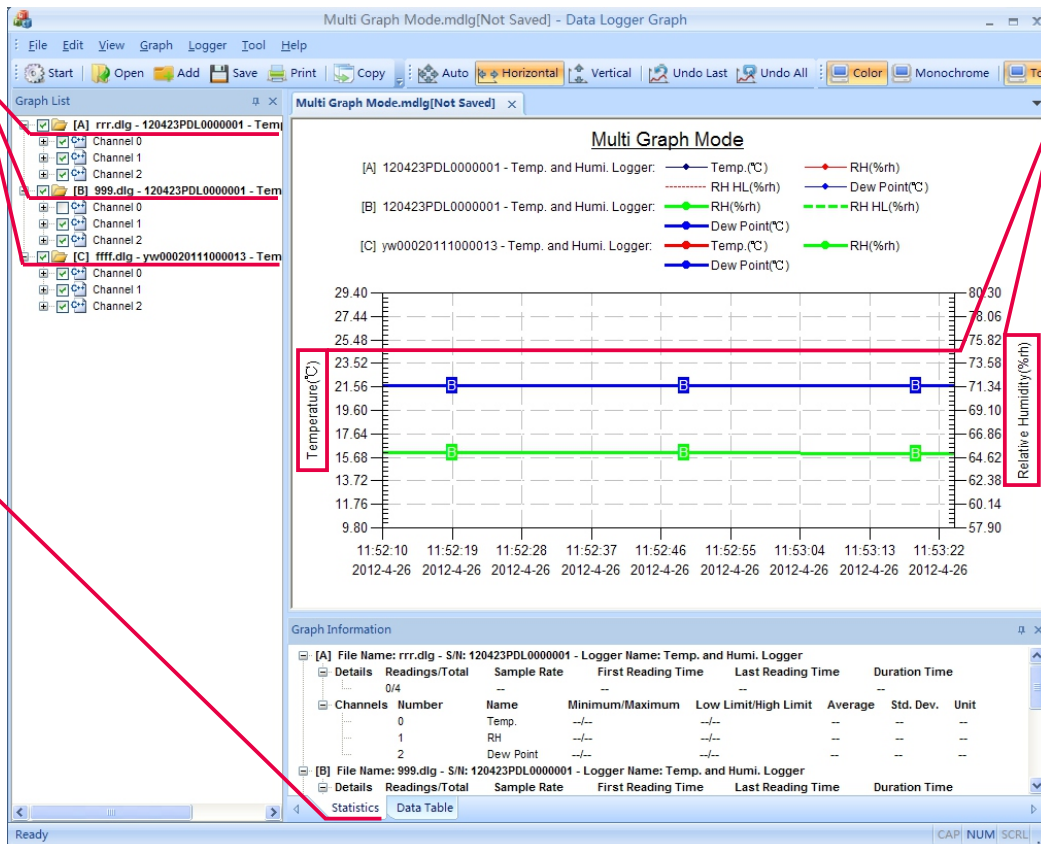 Multi Graph Mode.mdlg[Not Saved] - Data Logger Graph
File Edit View Graph Logger Tool Help
Start Open Add Save Print Copy Auto Horizontal Vertical Undo Last Undo All Color Monochrome
Graph List
Multi Graph Mode.mdlg[Not Saved]
[A] rrr.dlg - 120423PDL0000001 - Tem
Channel 0
Channel 1
Channel 2
[B] 999.dlg - 120423PDL0000001 - Tem
Channel 0
Channel 1
Channel 2
[C] ffff.dlg - yw00020111000013 - Tem
Channel 0
Channel 1
Channel 2
Multi Graph Mode
[A] 120423PDL0000001 - Temp. and Humi. Logger: Temp.(℃) RH(%rh)
RH HL(%rh) Dew Point(℃)
[B] 120423PDL0000001 - Temp. and Humi. Logger: RH(%rh) RH HL(%rh)
Dew Point(℃)
[C] yw00020111000013 - Temp. and Humi. Logger: Temp.(℃) RH(%rh)
Dew Point(℃)
Temperature(℃)
29.40
27.44
25.48
23.52
21.56
19.60
17.64
15.68
13.72
11.76
9.80
B B B
B B B
80.30
78.06
75.82
73.58
71.34
69.10
66.86
64.62
62.38
60.14
57.90
Relative Humidity(%rh)
11:52:10 11:52:19 11:52:28 11:52:37 11:52:46 11:52:55 11:53:04 11:53:13 11:53:22
2012-4-26 2012-4-26 2012-4-26 2012-4-26 2012-4-26 2012-4-26 2012-4-26 2012-4-26 2012-4-26
Graph Information
[A] File Name: rrr.dlg - S/N: 120423PDL0000001 - Logger Name: Temp. and Humi. Logger
Details Readings/Total Sample Rate First Reading Time Last Reading Time Duration Time
0/4 -- -- -- --
Channels Number Name Minimum/Maximum Low Limit/High Limit Average Std. Dev. Unit
0 Temp. --/-- --/-- -- -- --
1 RH --/-- --/-- -- -- --
2 Dew Point --/-- --/-- -- -- --
[B] File Name: 999.dlg - S/N: 120423PDL0000001 - Logger Name: Temp. and Humi. Logger
Details Readings/Total Sample Rate First Reading Time Last Reading Time Duration Time
Statistics Data Table
Ready CAP NUM SCRL